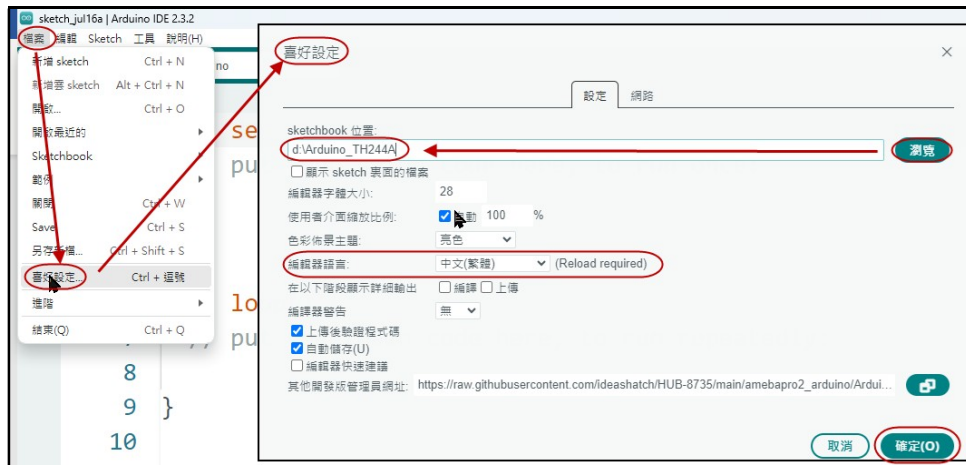 sketch_jul16a | Arduino IDE 2.3.2
檔案 編輯 Sketch 工具 說明(H)
新增 sketch Ctrl + N
新增雲 sketch Alt + Ctrl + N
開啟... Ctrl + O
開啟最近的
Sketchbook
範例
關閉 Ctrl + W
Save Ctrl + S
另存新檔... Ctrl + Shift + S
喜好設定... Ctrl + 逗號
進階
結束(Q) Ctrl + Q
no
se
pu
lo
pu
8
9 }
10
喜好設定
設定 網路
sketchbook 位置:
d:\Arduino_TH244A 瀏覽
顯示 sketch 裏面的檔案
編輯器字體大小: 28
使用者介面縮放比例: 自動 100 %
色彩佈景主題: 亮色
編輯器語言: 中文(繁體) (Reload required)
在以下階段顯示詳細輸出 編譯 上傳
編譯器警告 無
上傳後驗證程式碼
自動儲存(U)
編輯器快速建議
其他開發版管理員網址: https://raw.githubusercontent.com/ideashatch/HUB-8735/main/amebapro2_arduino/Ardui...
取消 確定(O)